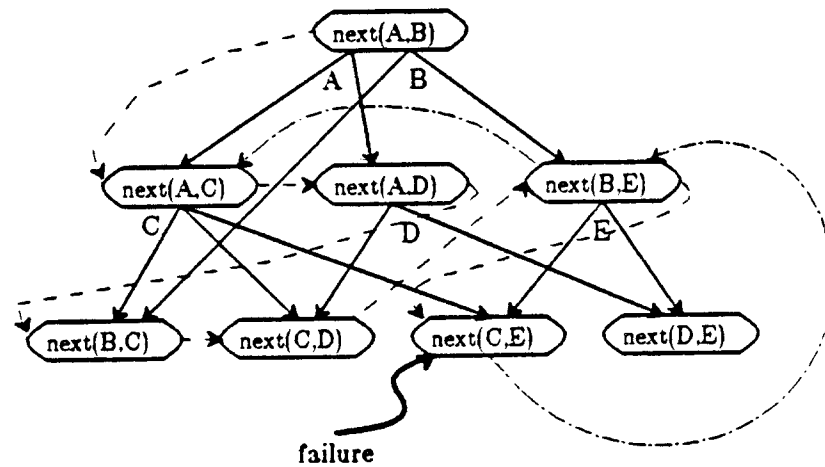 next(A,B)
A B
next(A,C) next(A,D) next(B,E)
C D E
next(B,C) next(C,D) next(C,E) next(D,E)
failure